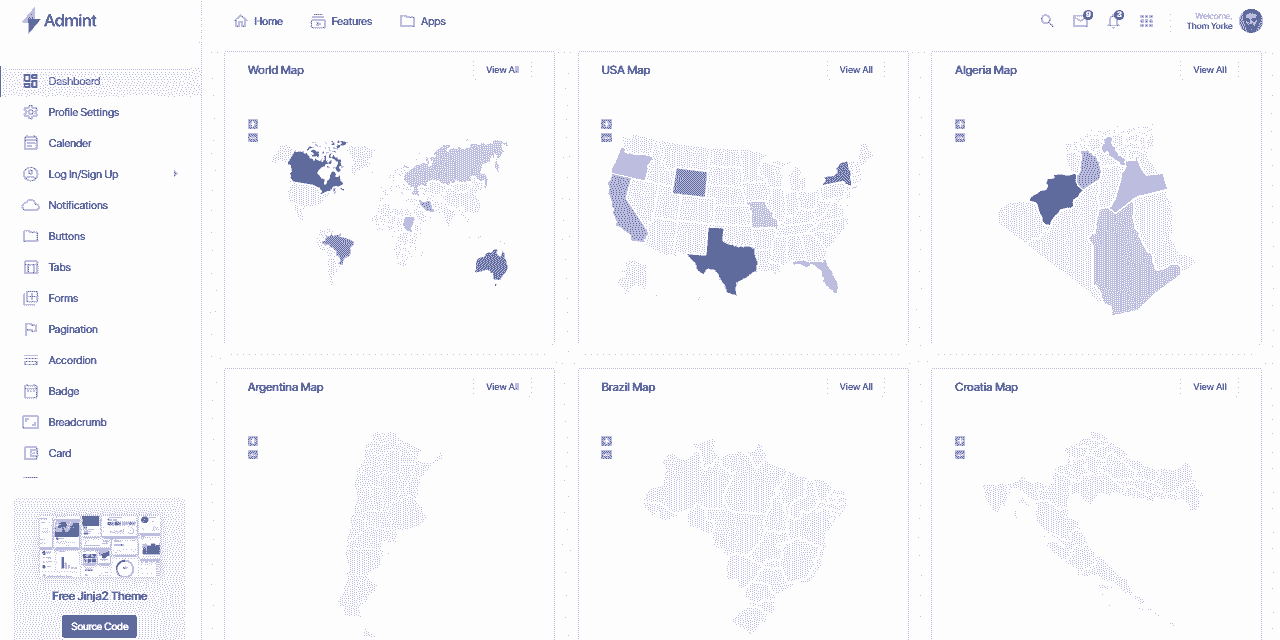 Admint
Home
Features
Apps
9
2
Welcome,
Thom Yorke
Dashboard
Profile Settings
Calender
Log In/Sign Up
Notifications
Buttons
Tabs
Forms
Pagination
Accordion
Badge
Breadcrumb
Card
Free Jinja2 Theme
Source Code
World Map
View All
USA Map
View All
Algeria Map
View All
Argentina Map
View All
Brazil Map
View All
Croatia Map
View All